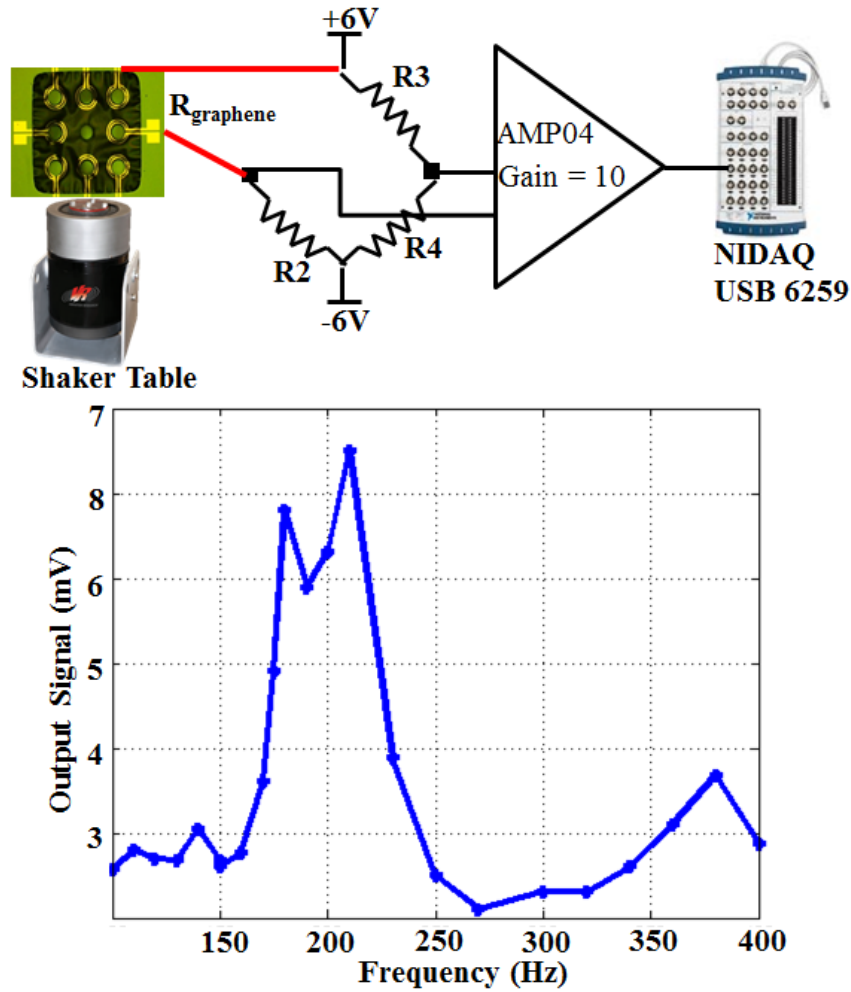 +6V
R3
Rgraphene
AMP04
Gain = 10
R2
R4
-6V
NIDAQ
USB 6259
Shaker Table
7
8
6
5
4
3
Output Signal (mV)
150
200
250
300
350
400
Frequency (Hz)